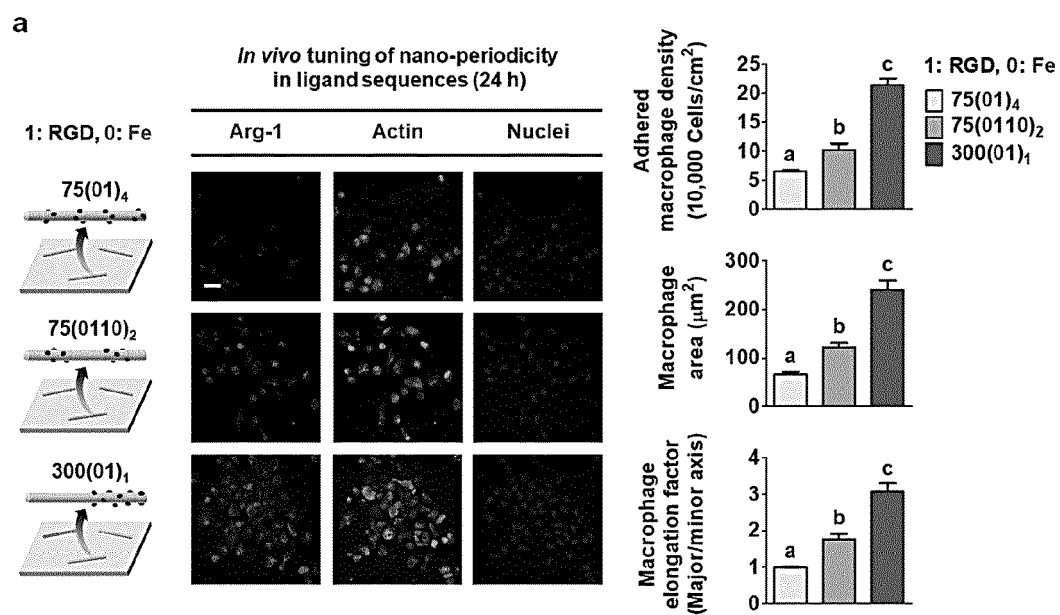 a
In vivo tuning of nano-periodicity
in ligand sequences (24 h)
1: RGD, 0: Fe
Arg-1
Actin
Nuclei
75(01)₄
75(0110)₂
300(01)₁
Adhered
macrophage density
(10,000 Cells/cm²)
25
20
15
10
5
0
a
b
c
1: RGD, 0: Fe
75(01)₄
75(0110)₂
300(01)₁
Macrophage
area (μm²)
300
200
100
0
a
b
c
Macrophage
elongation factor
(Major/minor axis)
4
3
2
1
0
a
b
c